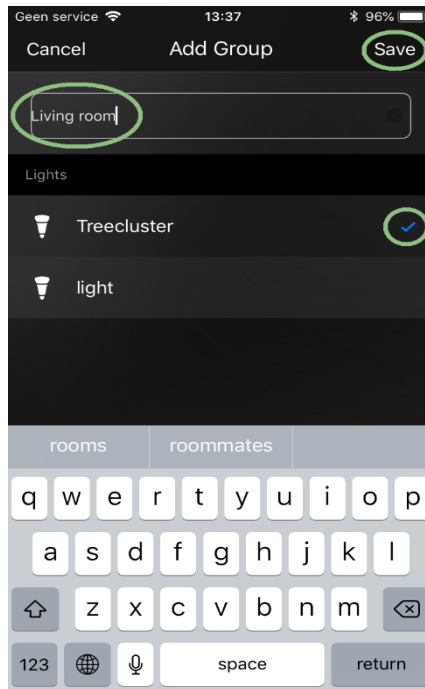 Geen service 13:37 96%
Cancel Add Group Save
Living room
Lights
Treecluster
light
rooms roommates
q w e r t y u i o p
a s d f g h j k l
z x c v b n m
123 space return